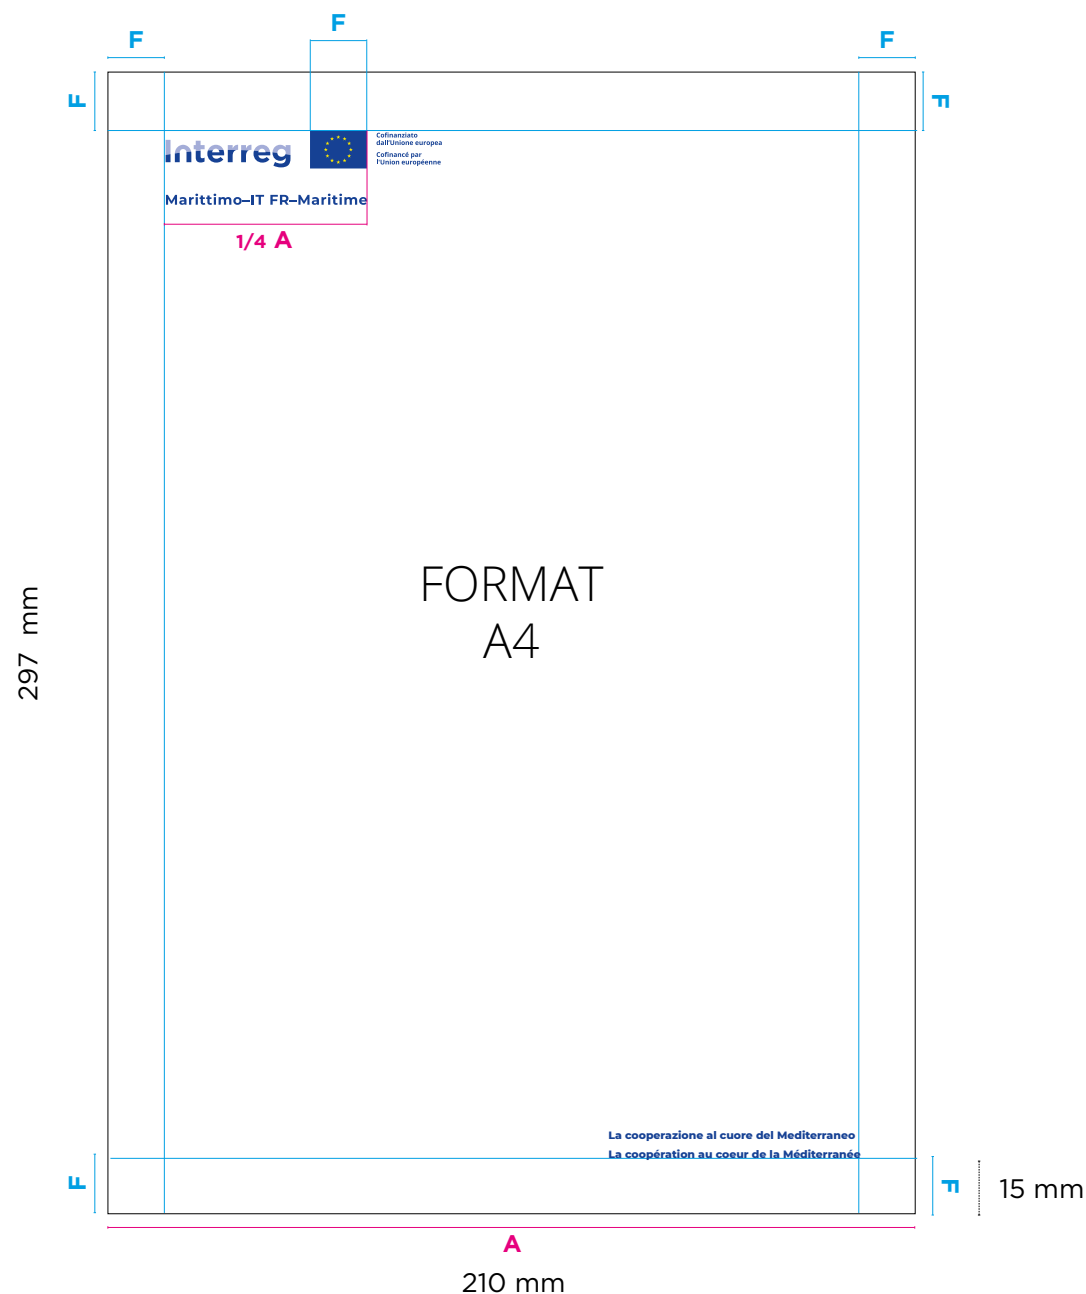 F
F
F
F
F
Interreg
Cofinanziato
dall'Unione europea
Cofinancé par
l'Union européenne
Marittimo–IT FR–Maritime
1/4 A
FORMAT
A4
297 mm
La cooperazione al cuore del Mediterraneo
La coopération au coeur de la Méditerranée
F
F
15 mm
A
210 mm